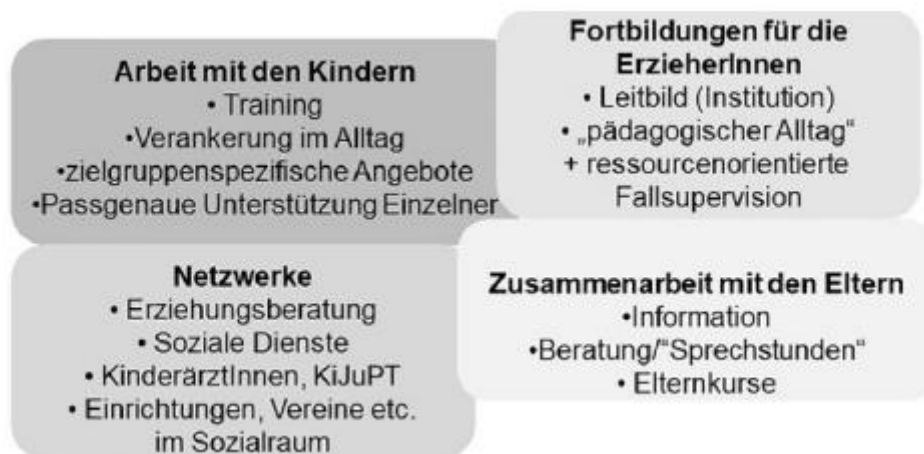 Arbeit mit den Kindern
• Training
•Verankerung im Alltag
•zielgruppenspezifische Angebote
•Passgenaue Unterstützung Einzelner
Fortbildungen für die
ErzieherInnen
• Leitbild (Institution)
• „pädagogischer Alltag“
+ ressourcenorientierte
Fallsupervision
Netzwerke
• Erziehungsberatung
• Soziale Dienste
• KinderärztInnen, KiJuPT
• Einrichtungen, Vereine etc.
im Sozialraum
Zusammenarbeit mit den Eltern
•Information
•Beratung/“Sprechstunden“
• Elternkurse